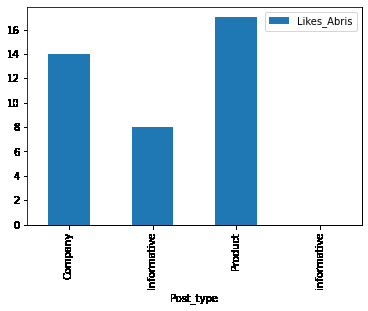 Likes_Abris
16
14
12
10
8
6
4
2
0
Company
Informative
Product
informative
Post_type